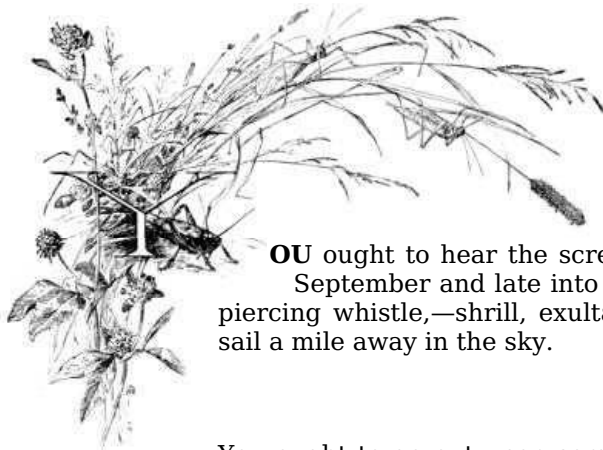 YOU ought to hear the scre
September and late into
piercing whistle,—shrill, exulta
sail a mile away in the sky.